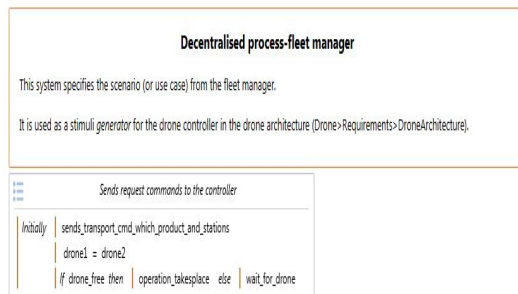 Decentralised process-fleet manager
This system specifies the scenario (or use case) from the fleet manager.
It is used as a stimuli generator for the drone controller in the drone architecture (Drone>Requirements>DroneArchitecture).
Sends request commands to the controller
Initially sends_transport_cmd_which_product_and_stations
drone1 = drone2
If drone_free then operation_takesplace else wait_for_drone